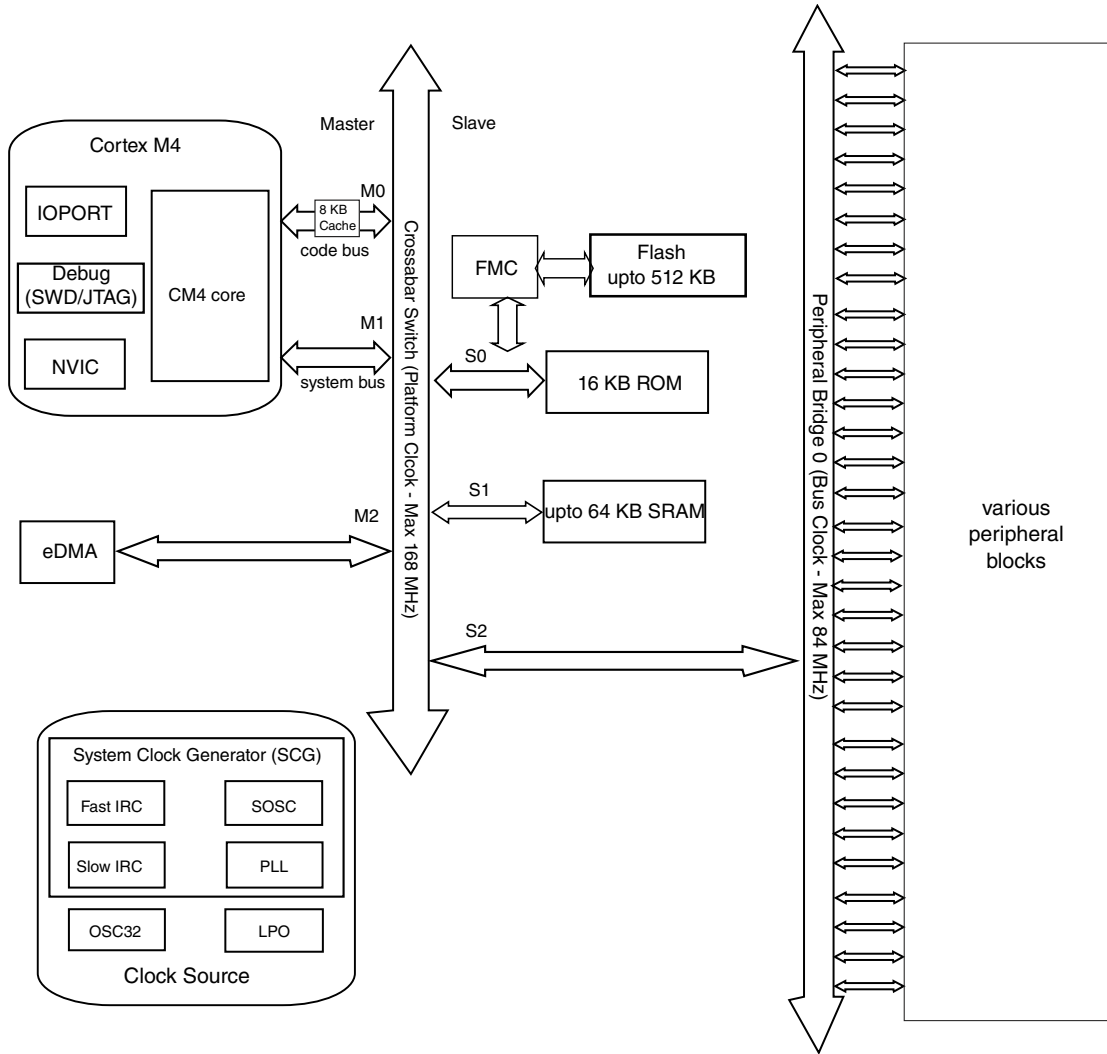 Master
Slave
Cortex M4
IOPORT
Debug
(SWD/JTAG)
NVIC
CM4 core
M0
8 KB
Cache
code bus
M1
system bus
Crossabar Switch (Platform Clcok - Max 168 MHz)
FMC
Flash
upto 512 KB
S0
16 KB ROM
S1
upto 64 KB SRAM
M2
eDMA
S2
Peripheral Bridge 0 (Bus Clock - Max 84 MHz)
various
peripheral
blocks
System Clock Generator (SCG)
Fast IRC
SOSC
Slow IRC
PLL
OSC32
LPO
Clock Source